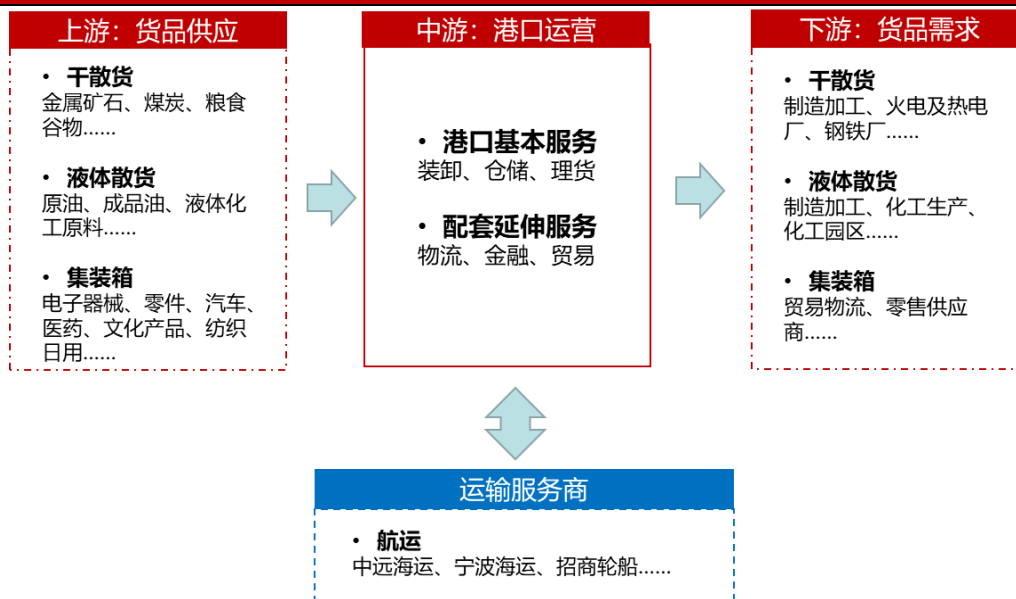 上游：货品供应
• 干散货
金属矿石、煤炭、粮食
谷物......
• 液体散货
原油、成品油、液体化
工原料......
• 集装箱
电子器械、零件、汽车、
医药、文化产品、纺织
日用......
中游：港口运营
• 港口基本服务
装卸、仓储、理货
• 配套延伸服务
物流、金融、贸易
下游：货品需求
• 干散货
制造加工、火电及热电
厂、钢铁厂......
• 液体散货
制造加工、化工生产、
化工园区......
• 集装箱
贸易物流、零售供应
商......
运输服务商
• 航运
中远海运、宁波海运、招商轮船......